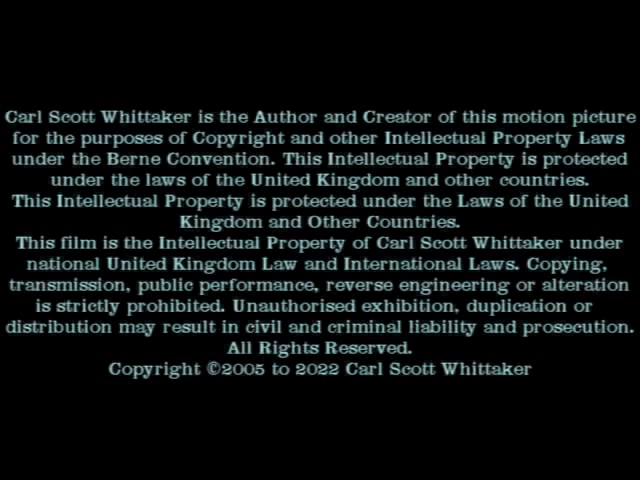 Carl Scott Whittaker is the Author and Creator of this motion picture
for the purposes of Copyright and other Intellectual Property Laws
under the Berne Convention. This Intellectual Property is protected
under the laws of the United Kingdom and other countries.
This Intellectual Property is protected under the Laws of the United
Kingdom and Other Countries.
This film is the Intellectual Property of Carl Scott Whittaker under
national United Kingdom Law and International Laws. Copying,
transmission, public performance, reverse engineering or alteration
is strictly prohibited. Unauthorised exhibition, duplication or
distribution may result in civil and criminal liability and prosecution.
All Rights Reserved.
Copyright ©2005 to 2022 Carl Scott Whittaker